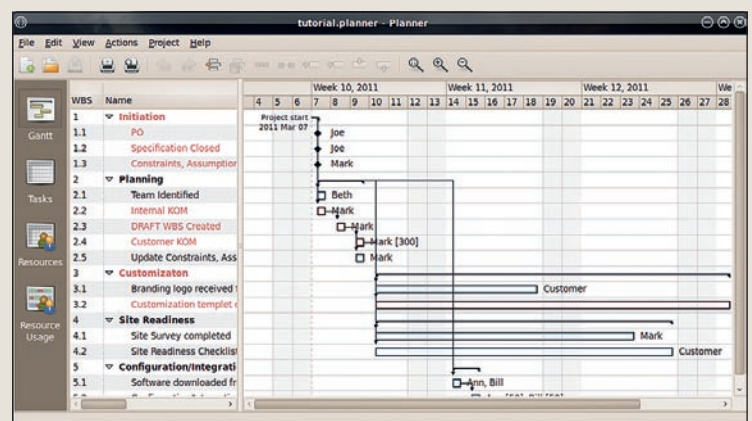 tutorial.planner - Planner
File Edit View Actions Project Help
Week 10, 2011 Week 11, 2011 Week 12, 2011 We
WBS Name 4 5 6 7 8 9 10 11 12 13 14 15 16 17 18 19 20 21 22 23 24 25 26 27 28
Gantt
Tasks
Resources
Resource
Usage
1 Initiation Project start
2011 Mar 07
1.1 PO Joe
1.2 Specification Closed Joe
1.3 Constraints, Assumption Mark
2 Planning
2.1 Team Identified Beth
2.2 Internal KOM Mark
2.3 DRAFT WBS Created Mark
2.4 Customer KOM Mark [300]
2.5 Update Constraints, Ass Mark
3 Customizaton
3.1 Branding logo received f Customer
3.2 Customization templet
4 Site Readiness
4.1 Site Survey completed Mark
4.2 Site Readiness Checklist Customer
5 Configuration/Integrati
5.1 Software downloaded fr Ann, Bill